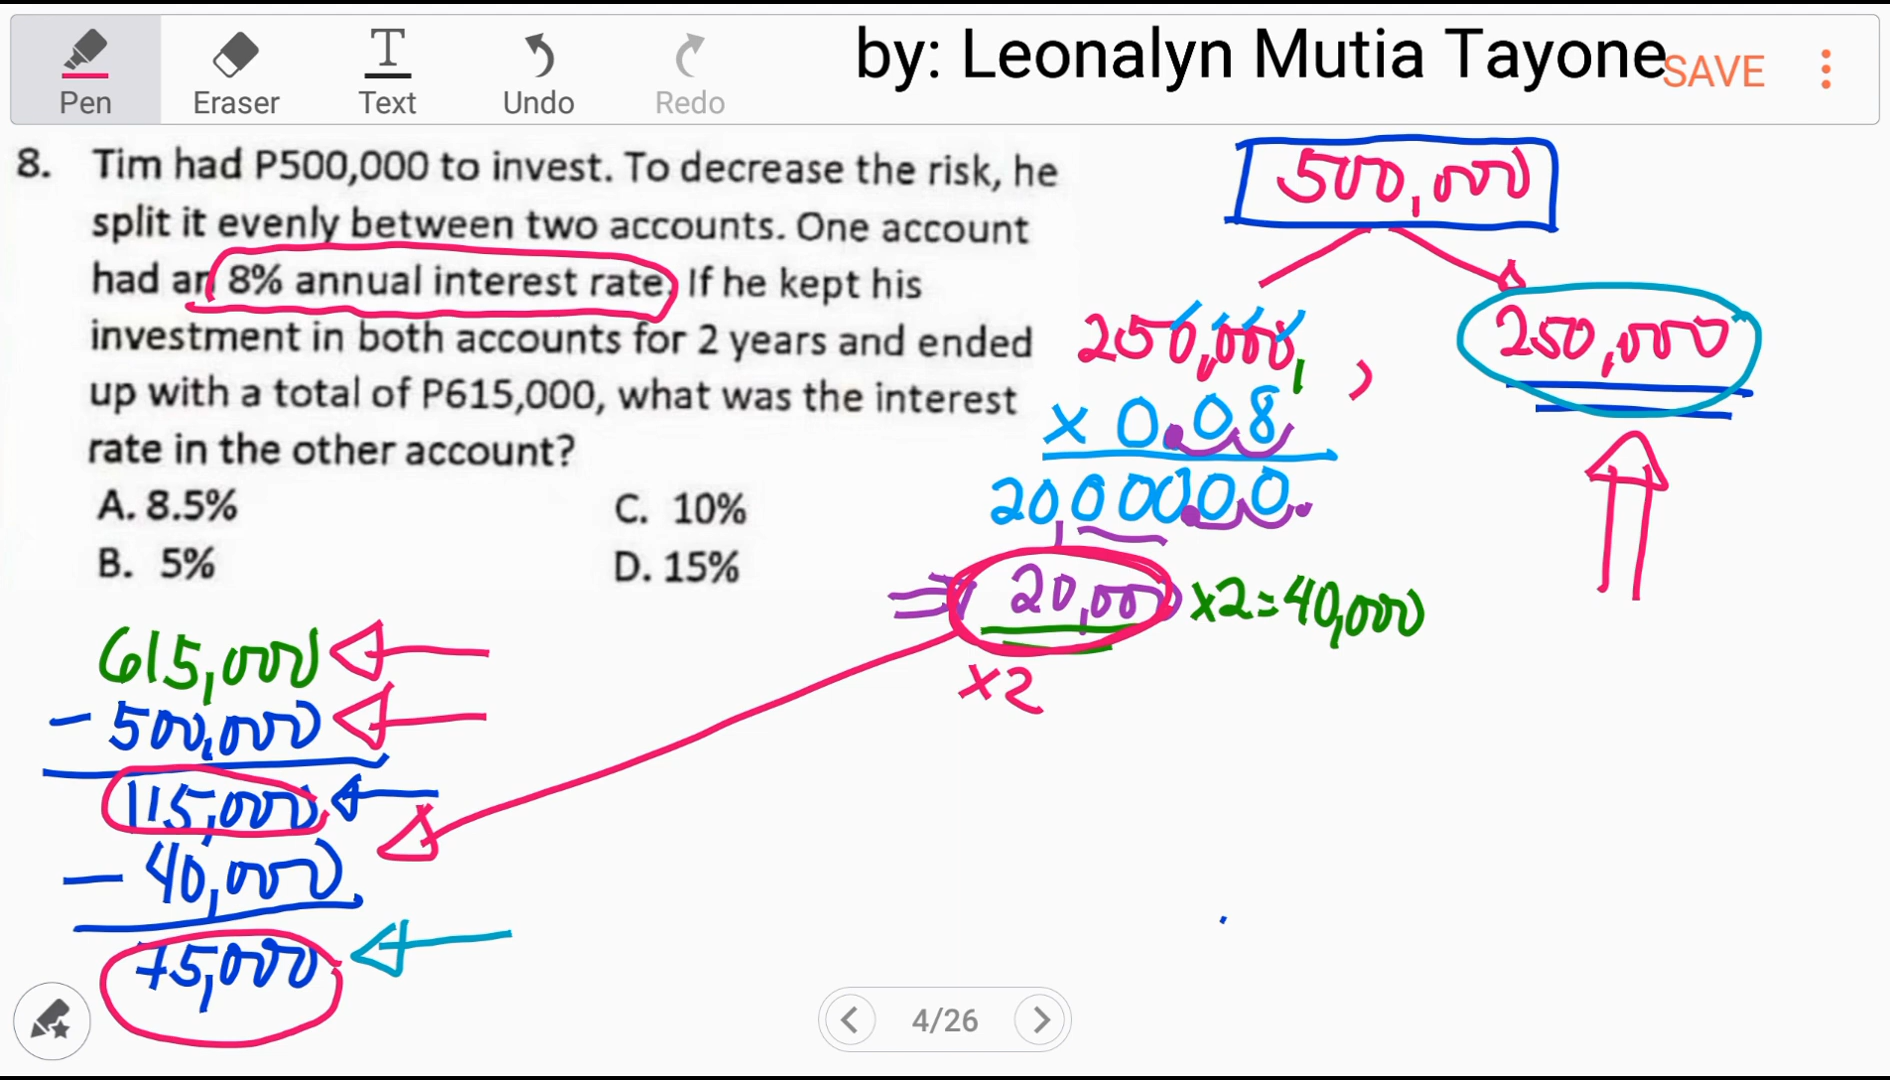 by: Leonalyn Mutia Tayone
SAVE
Pen
Eraser
Text
Undo
Redo
8. Tim had P500,000 to invest. To decrease the risk, he
split it evenly between two accounts. One account
had an 8% annual interest rate. If he kept his
investment in both accounts for 2 years and ended
up with a total of P615,000, what was the interest
rate in the other account?
A. 8.5%
C. 10%
B. 5%
D. 15%
500,000
250,000,
250,000
x 0.08
20000.00.
= 20,000 x2=40,000
x2
615,000
- 500,000
115,000
- 40,000
75,000
4/26